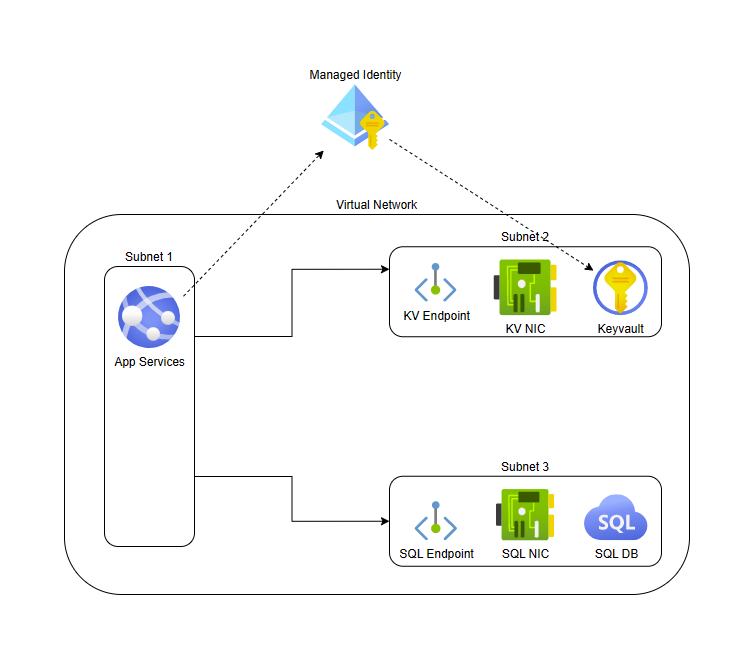 Managed Identity
Virtual Network
Subnet 1
App Services
Subnet 2
KV Endpoint
KV NIC
Keyvault
Subnet 3
SQL
SQL Endpoint
SQL NIC
SQL DB